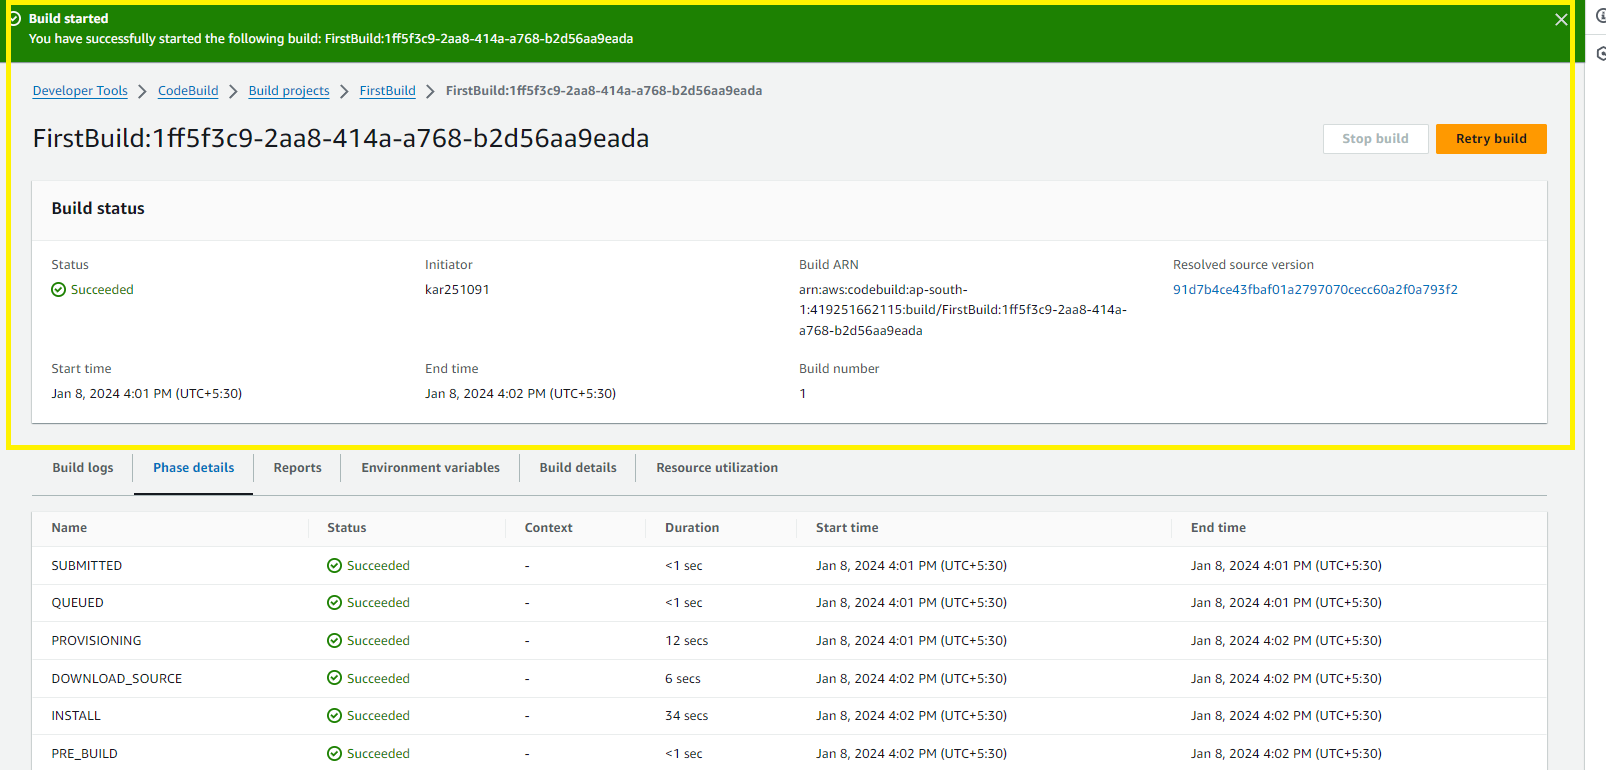 Build started
You have successfully started the following build: FirstBuild:1ff5f3c9-2aa8-414a-a768-b2d56aa9eada
Developer Tools > CodeBuild > Build projects > FirstBuild > FirstBuild:1ff5f3c9-2aa8-414a-a768-b2d56aa9eada
FirstBuild:1ff5f3c9-2aa8-414a-a768-b2d56aa9eada
Stop build Retry build
Build status
Status Initiator Build ARN Resolved source version
Succeeded kar251091 arn:aws:codebuild:ap-south- 91d7b4ce43fbaf01a2797070cecc60a2f0a793f2
1:419251662115:build/FirstBuild:1ff5f3c9-2aa8-414a-
a768-b2d56aa9eada
Start time End time Build number
Jan 8, 2024 4:01 PM (UTC+5:30) Jan 8, 2024 4:02 PM (UTC+5:30) 1
Build logs Phase details Reports Environment variables Build details Resource utilization
Name Status Context Duration Start time End time
SUBMITTED Succeeded - <1 sec Jan 8, 2024 4:01 PM (UTC+5:30) Jan 8, 2024 4:01 PM (UTC+5:30)
QUEUED Succeeded - <1 sec Jan 8, 2024 4:01 PM (UTC+5:30) Jan 8, 2024 4:01 PM (UTC+5:30)
PROVISIONING Succeeded - 12 secs Jan 8, 2024 4:01 PM (UTC+5:30) Jan 8, 2024 4:02 PM (UTC+5:30)
DOWNLOAD_SOURCE Succeeded - 6 secs Jan 8, 2024 4:02 PM (UTC+5:30) Jan 8, 2024 4:02 PM (UTC+5:30)
INSTALL Succeeded - 34 secs Jan 8, 2024 4:02 PM (UTC+5:30) Jan 8, 2024 4:02 PM (UTC+5:30)
PRE_BUILD Succeeded - <1 sec Jan 8, 2024 4:02 PM (UTC+5:30) Jan 8, 2024 4:02 PM (UTC+5:30)